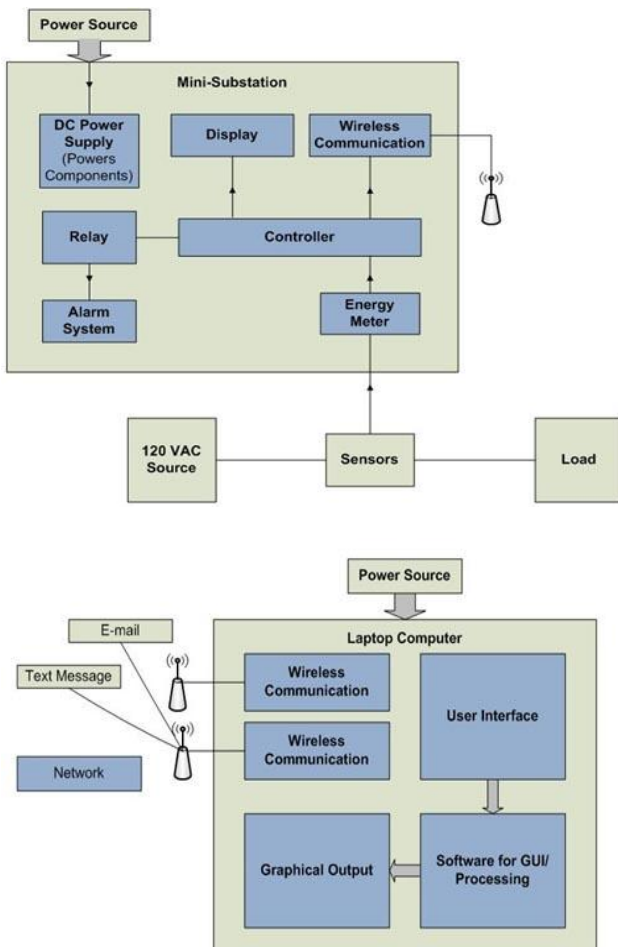 Power Source
Mini-Substation
DC Power
Supply
(Powers
Components)
Display
Wireless
Communication
Relay
Controller
Alarm
System
Energy
Meter
120 VAC
Source
Sensors
Load
Power Source
Laptop Computer
E-mail
Text Message
Network
Wireless
Communication
Wireless
Communication
User Interface
Graphical Output
Software for GUI/
Processing